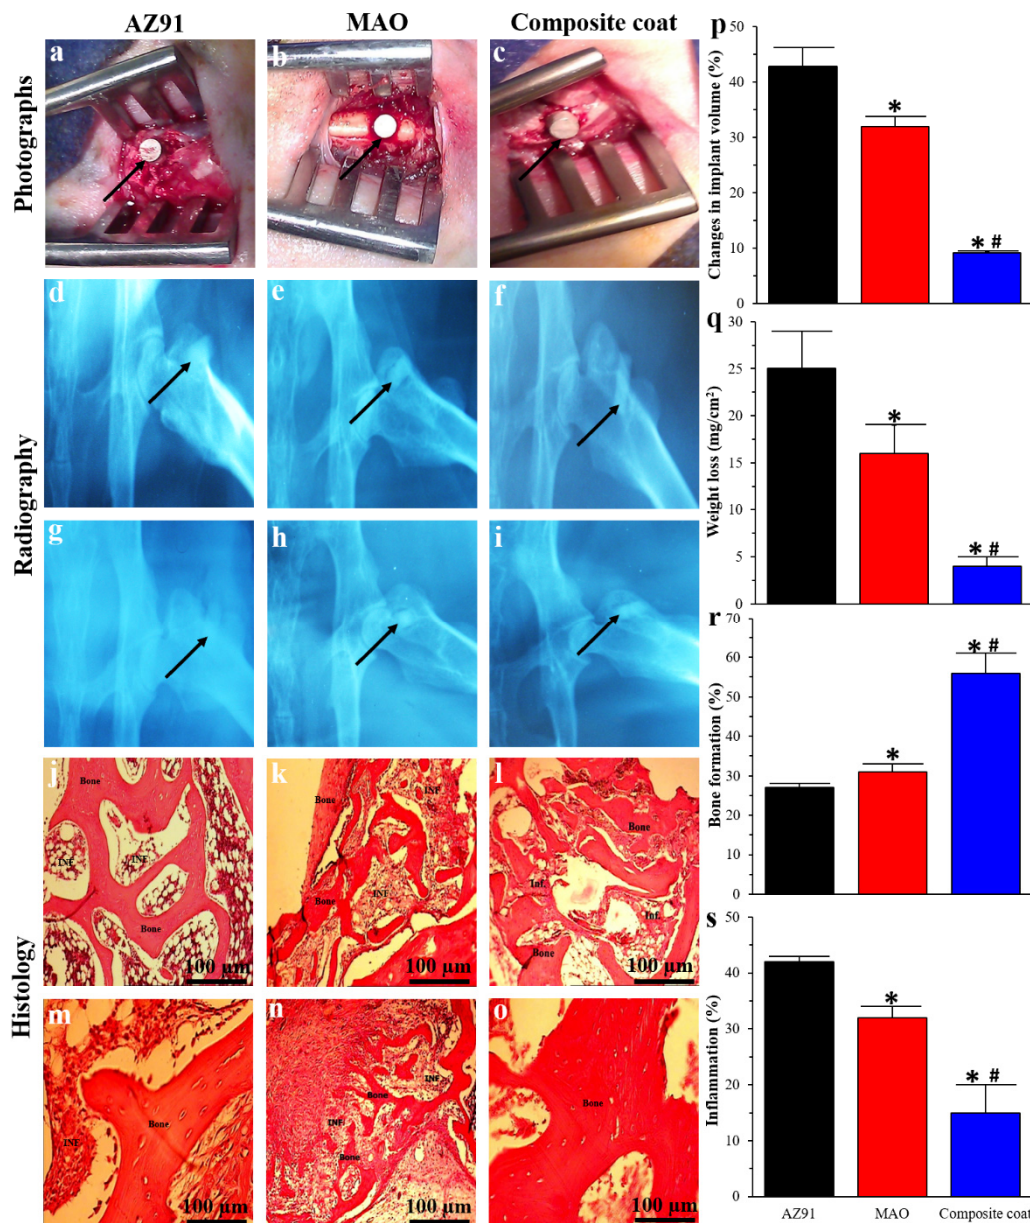 AZ91 MAO Composite coat
Photographs
a b c
Radiography
d e f
g h i
Histology
j k l
Bone
INF
INF
Bone
100 µm
Bone
INF
INF
Bone
100 µm
Bone
Inf.
Inf.
Bone
100 µm
m n o
INF
Bone
100 µm
INF
Bone
INF
Bone
100 µm
Bone
100 µm
p
Changes in implant volume (%)
50
40
30
20
10
0
*
* #
q
Weight loss (mg/cm²)
30
25
20
15
10
5
0
*
* #
r
Bone formation (%)
70
60
50
40
30
20
10
0
*
* #
s
Inflammation (%)
50
40
30
20
10
0
*
* #
AZ91 MAO Composite coat